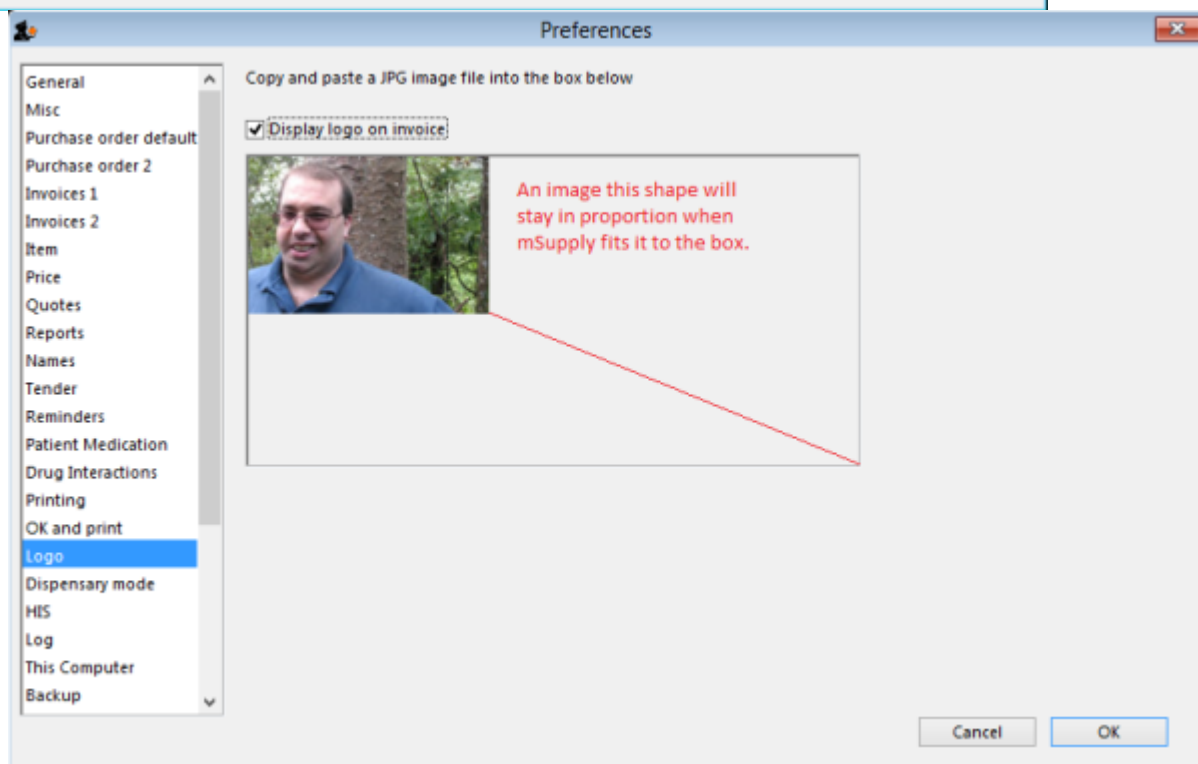 Preferences
General
Misc
Purchase order default
Purchase order 2
Invoices 1
Invoices 2
Item
Price
Quotes
Reports
Names
Tender
Reminders
Patient Medication
Drug Interactions
Printing
OK and print
Logo
Dispensary mode
HIS
Log
This Computer
Backup
Copy and paste a JPG image file into the box below
Display logo on invoice
An image this shape will
stay in proportion when
mSupply fits it to the box.
Cancel
OK